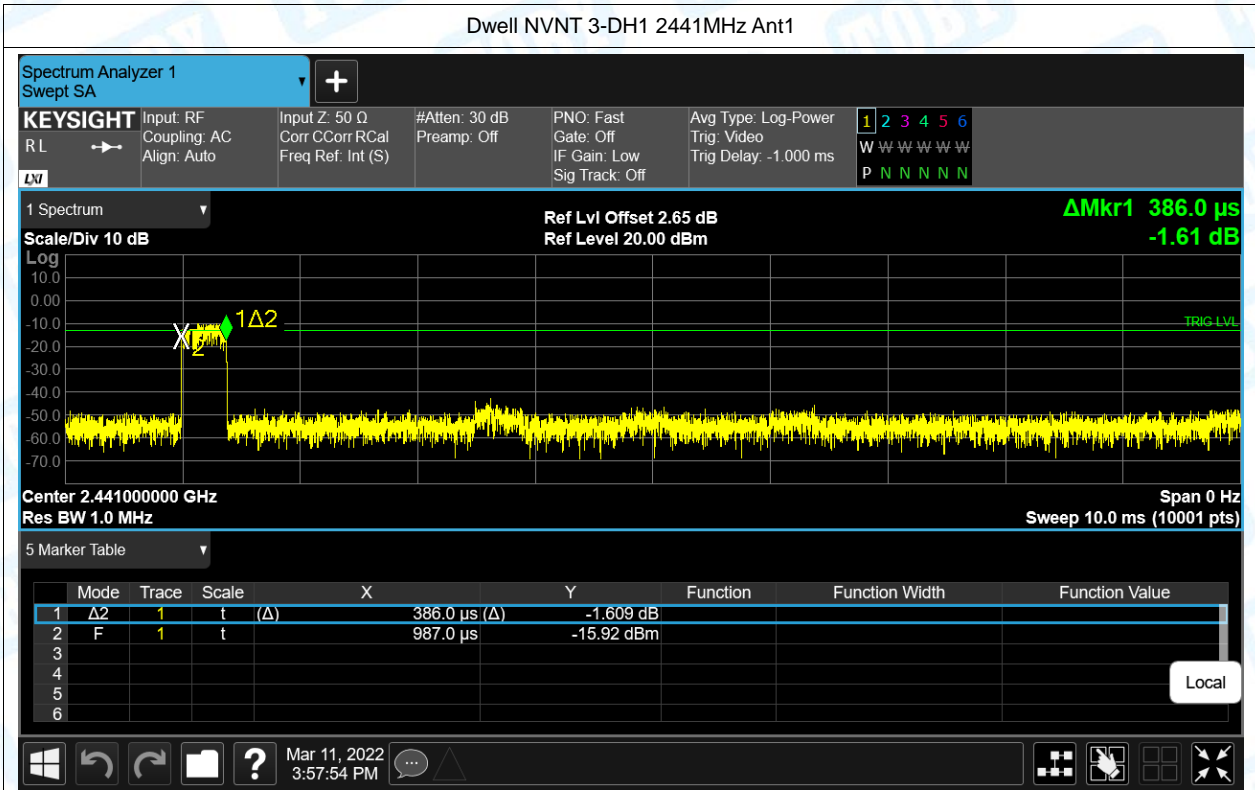 Dwell NVNT 3-DH1 2441MHz Ant1
Spectrum Analyzer 1
Swept SA
+
KEYSIGHT Input: RF Input Z: 50 Ω #Atten: 30 dB PNO: Fast Avg Type: Log-Power 1 2 3 4 5 6
RL Coupling: AC Corr CCorr RCal Preamp: Off Gate: Off Trig: Video W W W W W W
Align: Auto Freq Ref: Int (S) IF Gain: Low Trig Delay: -1.000 ms
LXI Sig Track: Off P N N N N N
1 Spectrum Ref Lvl Offset 2.65 dB ΔMkr1 386.0 µs
Scale/Div 10 dB Ref Level 20.00 dBm -1.61 dB
Log
10.0
0.00
-10.0 1Δ2 TRIG LVL
-20.0 X 2
-30.0
-40.0
-50.0
-60.0
-70.0
Center 2.441000000 GHz Span 0 Hz
Res BW 1.0 MHz Sweep 10.0 ms (10001 pts)
5 Marker Table
Mode Trace Scale X Y Function Function Width Function Value
1 Δ2 1 t (Δ) 386.0 µs (Δ) -1.609 dB
2 F 1 t 987.0 µs -15.92 dBm
3
4
5
6
Local
? Mar 11, 2022
3:57:54 PM